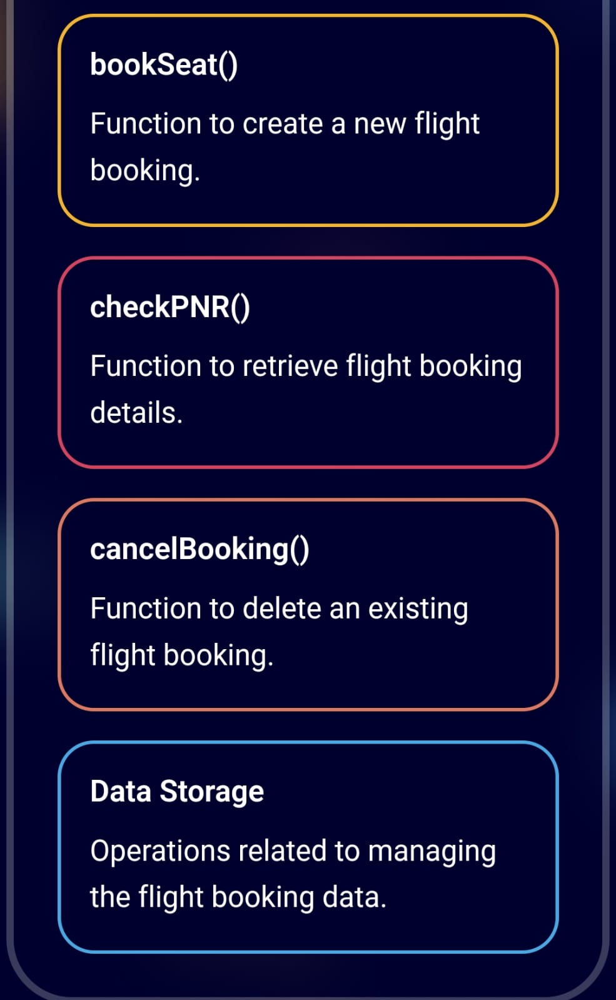 bookSeat()
Function to create a new flight
booking.
checkPNR()
Function to retrieve flight booking
details.
cancelBooking()
Function to delete an existing
flight booking.
Data Storage
Operations related to managing
the flight booking data.